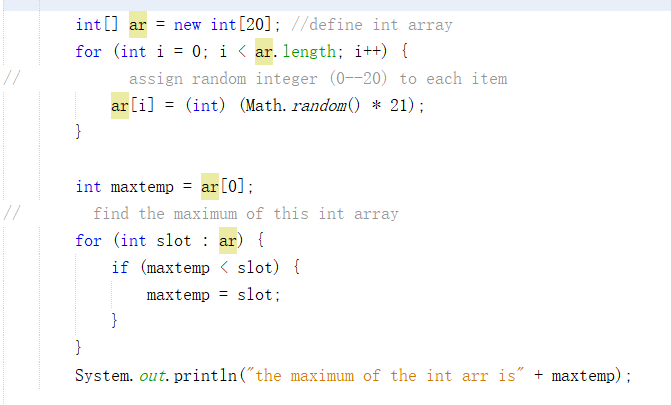 int[] ar = new int[20]; //define int array
for (int i = 0; i < ar.length; i++) {
// assign random integer (0--20) to each item
ar[i] = (int) (Math.random() * 21);
}
int maxtemp = ar[0];
// find the maximum of this int array
for (int slot : ar) {
if (maxtemp < slot) {
maxtemp = slot;
}
}
System.out.println("the maximum of the int arr is" + maxtemp);